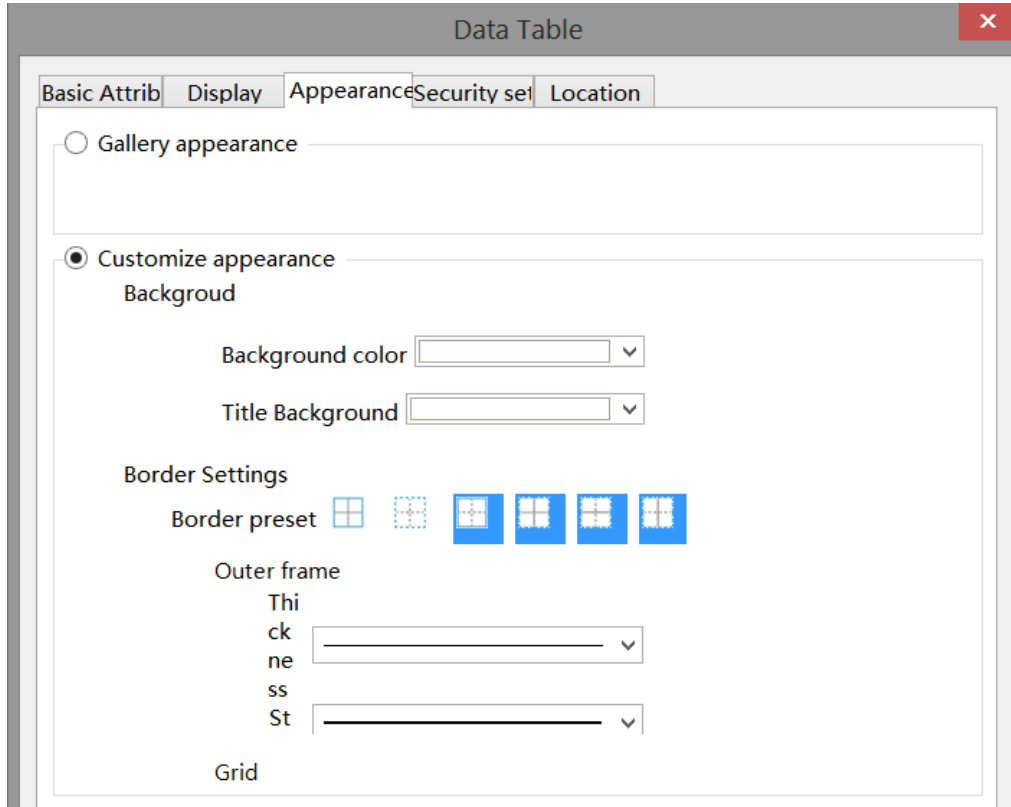 Data Table
Basic Attrib Display Appearance Security set Location
Gallery appearance
Customize appearance
Backgroud
Background color
Title Background
Border Settings
Border preset
Outer frame
Thi
ck
ne
ss
St
Grid